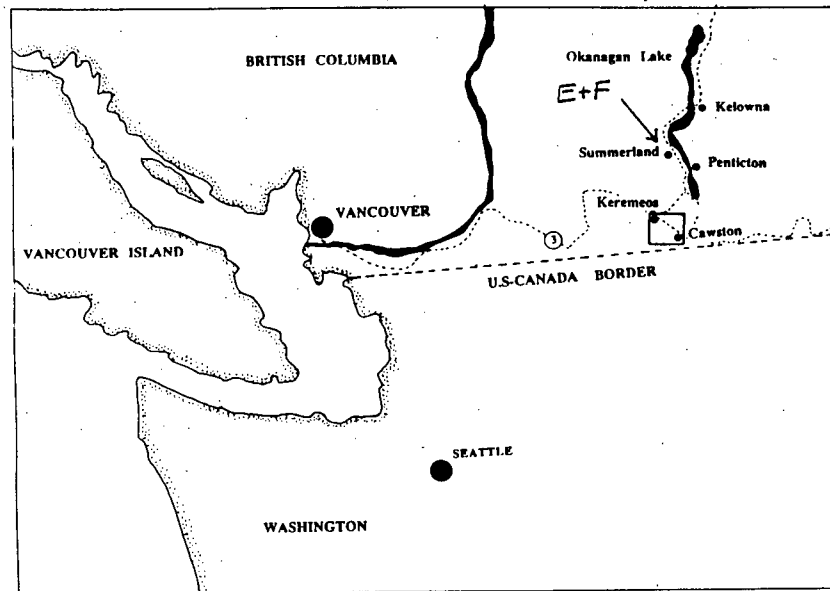 BRITISH COLUMBIA
Okanagan Lake
E+F
Kelowna
Summerland
Penticton
Keremeos
VANCOUVER
Cawston
3
VANCOUVER ISLAND
U.S-CANADA BORDER
SEATTLE
WASHINGTON